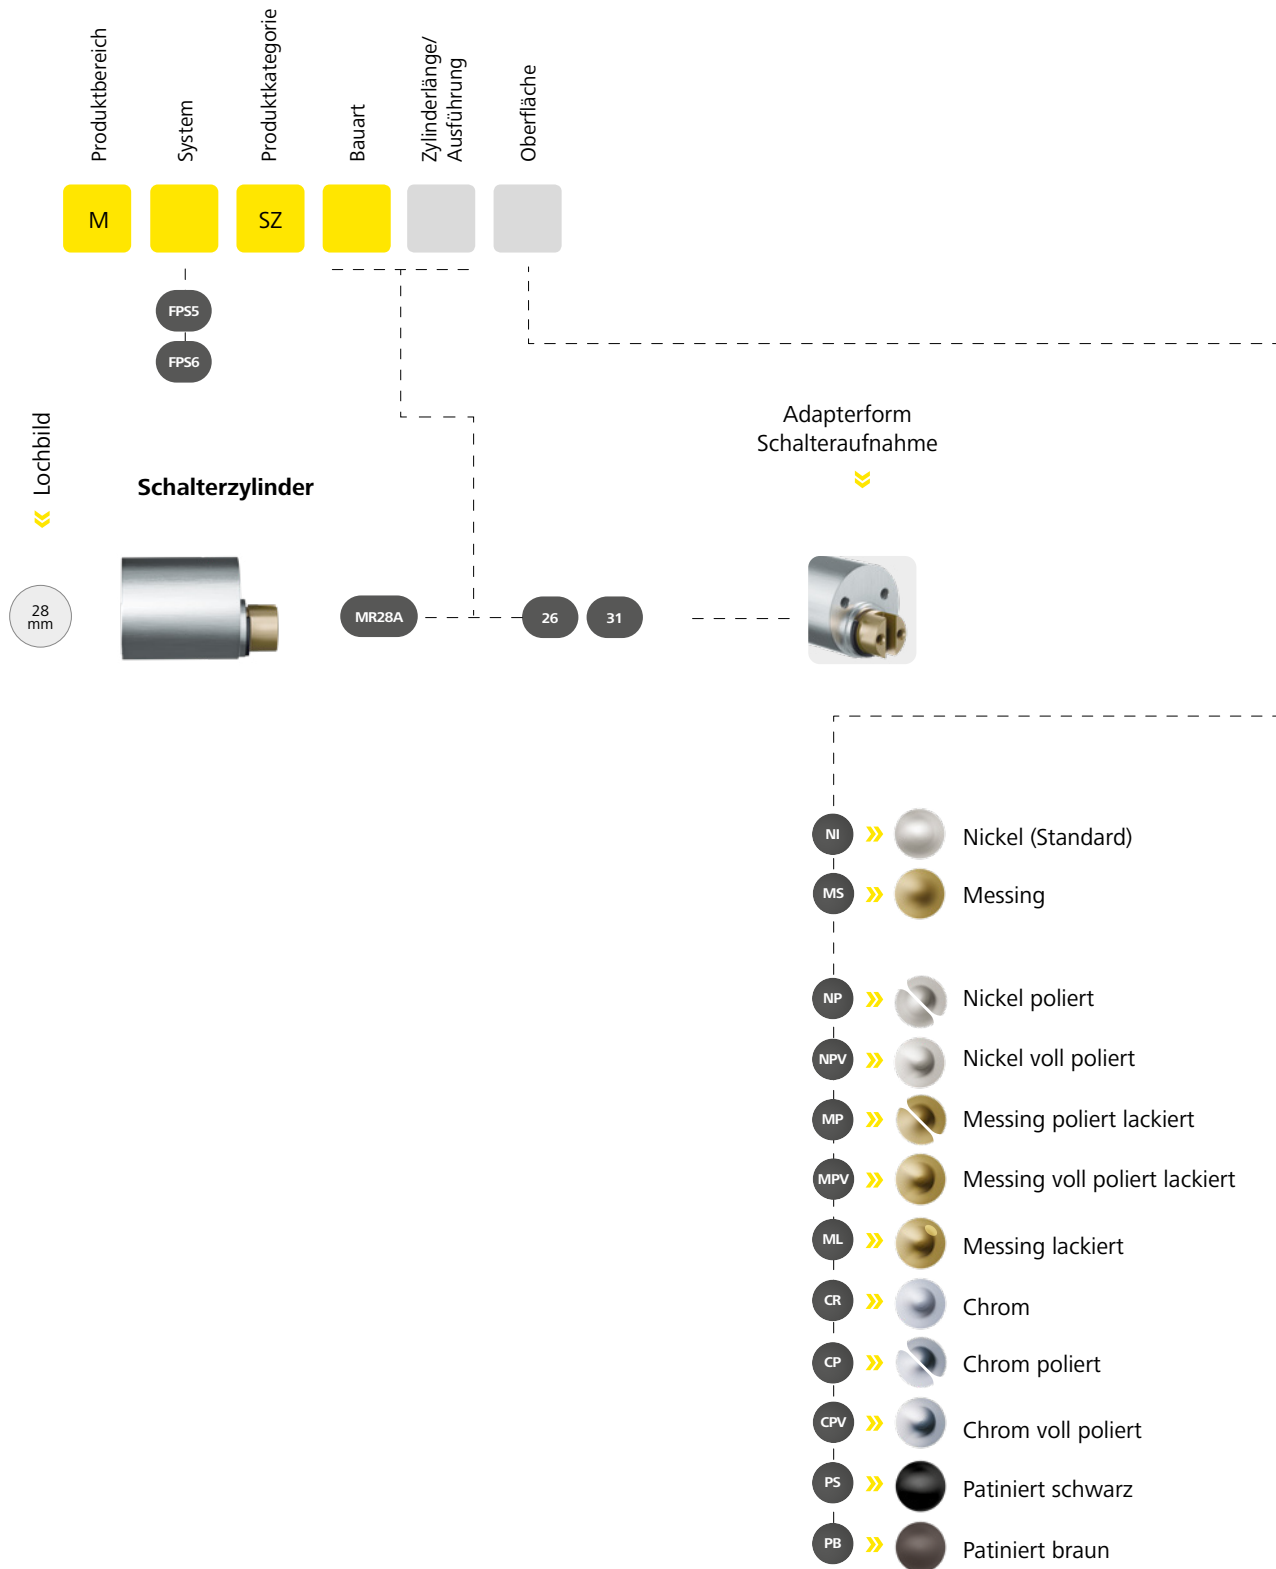 Produktbereich
System
Produktkategorie
Bauart
Zylinderlänge/
Ausführung
Oberfläche
M
SZ
FPS5
FPS6
Lochbild
Schalterzylinder
Adapterform
Schalteraufnahme
28
mm
MR28A
26
31
NI
Nickel (Standard)
MS
Messing
NP
Nickel poliert
NPV
Nickel voll poliert
MP
Messing poliert lackiert
MPV
Messing voll poliert lackiert
ML
Messing lackiert
CR
Chrom
CP
Chrom poliert
CPV
Chrom voll poliert
PS
Patiniert schwarz
PB
Patiniert braun